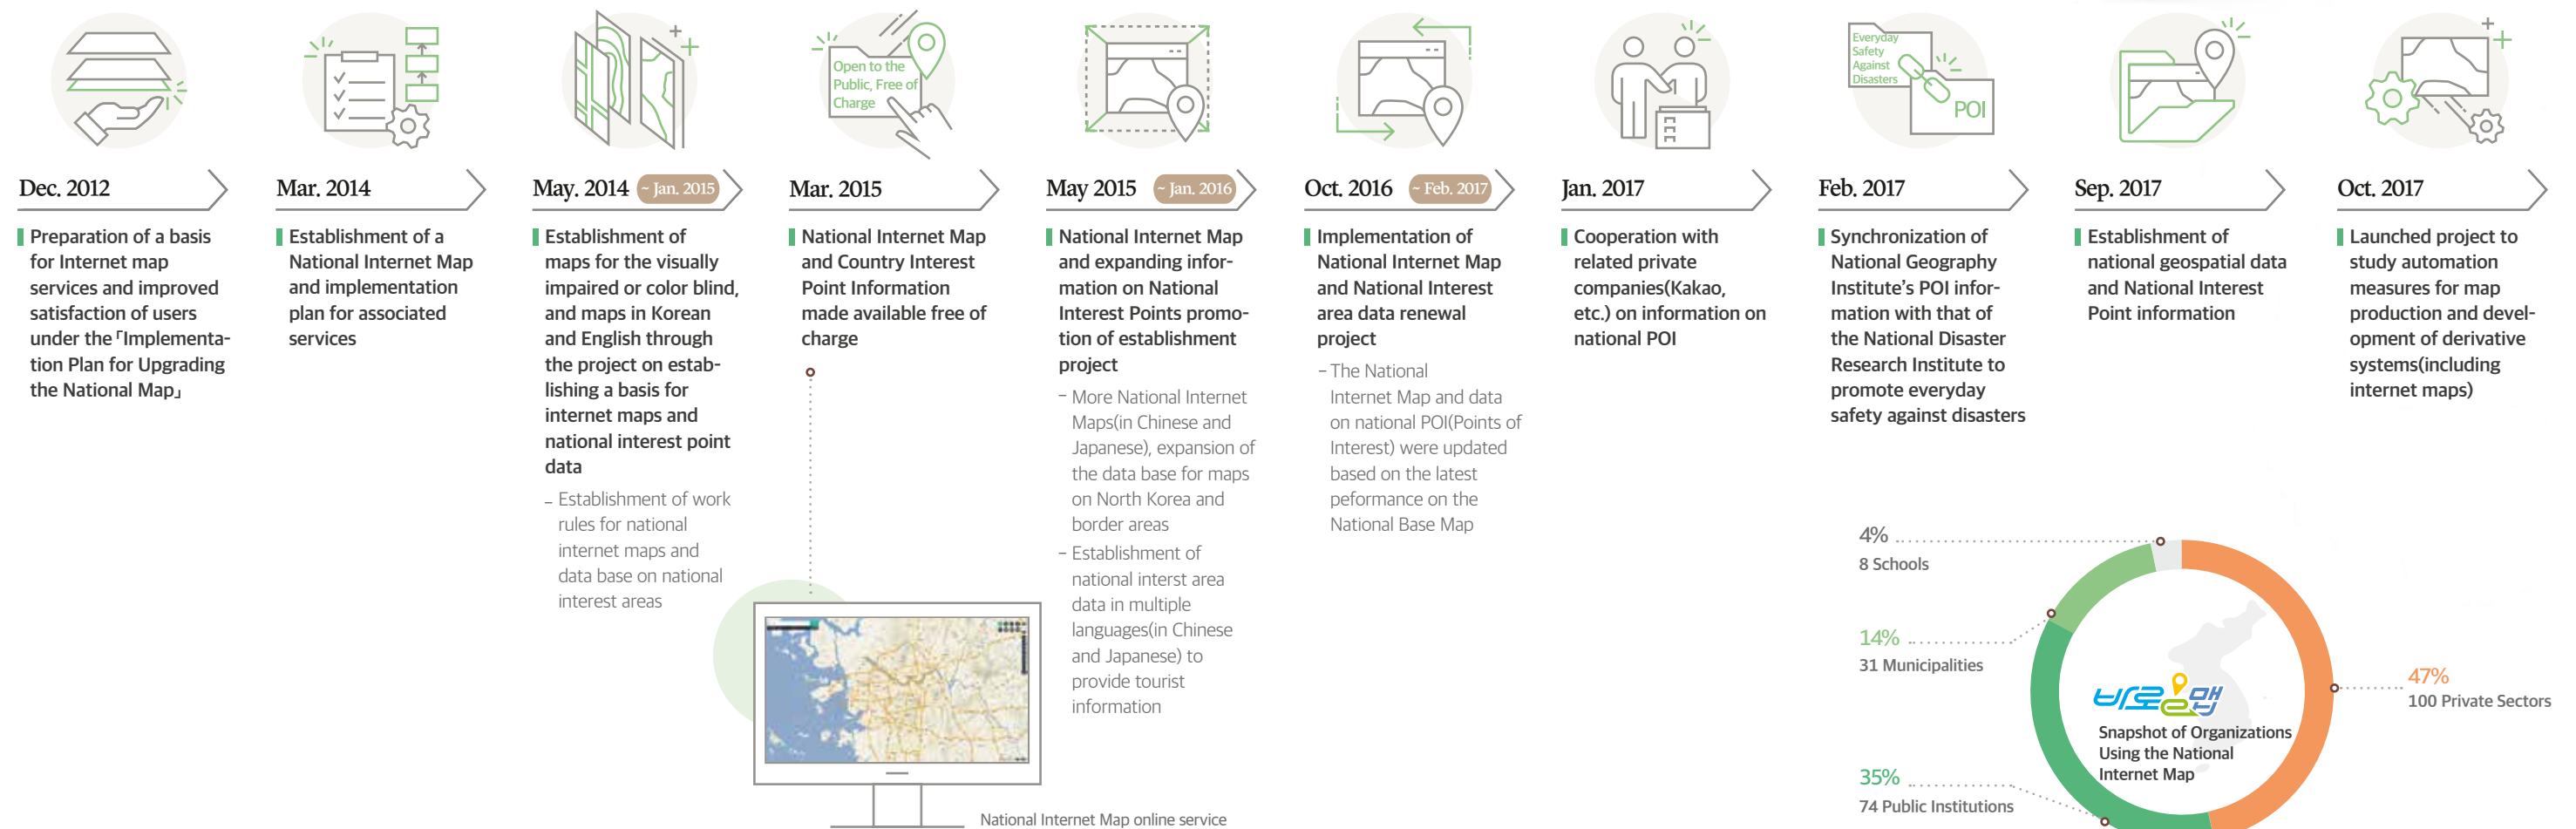 Open to the
Public, Free of
Charge
Everyday
Safety
Against
Disasters
POI
Dec. 2012
Preparation of a basis
for Internet map
services and improved
satisfaction of users
under the「Implementa-
tion Plan for Upgrading
the National Map」
Mar. 2014
Establishment of a
National Internet Map
and implementation
plan for associated
services
May. 2014 ~ Jan. 2015
Establishment of
maps for the visually
impaired or color blind,
and maps in Korean
and English through
the project on estab-
lishing a basis for
internet maps and
national interest point
data
– Establishment of work
rules for national
internet maps and
data base on national
interest areas
Mar. 2015
National Internet Map
and Country Interest
Point Information
made available free of
charge
National Internet Map online service
May 2015 ~ Jan. 2016
National Internet Map
and expanding infor-
mation on National
Interest Points promo-
tion of establishment
project
– More National Internet
Maps(in Chinese and
Japanese), expansion of
the data base for maps
on North Korea and
border areas
– Establishment of
national interst area
data in multiple
languages(in Chinese
and Japanese) to
provide tourist
information
Oct. 2016 ~ Feb. 2017
Implementation of
National Internet Map
and National Interest
area data renewal
project
– The National
Internet Map and data
on national POI(Points of
Interest) were updated
based on the latest
peformance on the
National Base Map
Jan. 2017
Cooperation with
related private
companies(Kakao,
etc.) on information on
national POI
Feb. 2017
Synchronization of
National Geography
Institute's POI infor-
mation with that of
the National Disaster
Research Institute to
promote everyday
safety against disasters
Sep. 2017
Establishment of
national geospatial data
and National Interest
Point information
Oct. 2017
Launched project to
study automation
measures for map
production and devel-
opment of derivative
systems(including
internet maps)
4%
8 Schools
14%
31 Municipalities
35%
74 Public Institutions
47%
100 Private Sectors
바로e맵
Snapshot of Organizations
Using the National
Internet Map